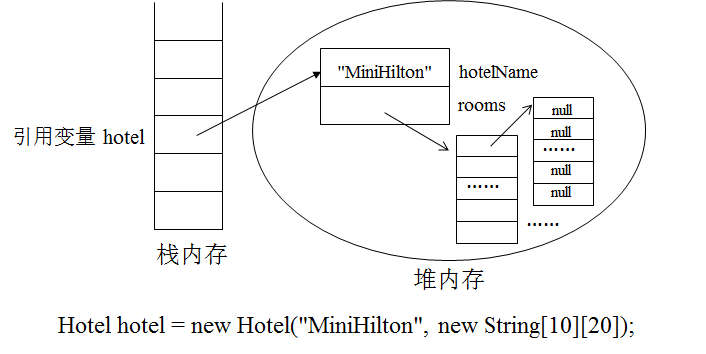 "MiniHilton" hotelName
rooms
null
引用变量 hotel
null
......
null
......
null
......
栈内存
堆内存
Hotel hotel = new Hotel("MiniHilton", new String[10][20]);